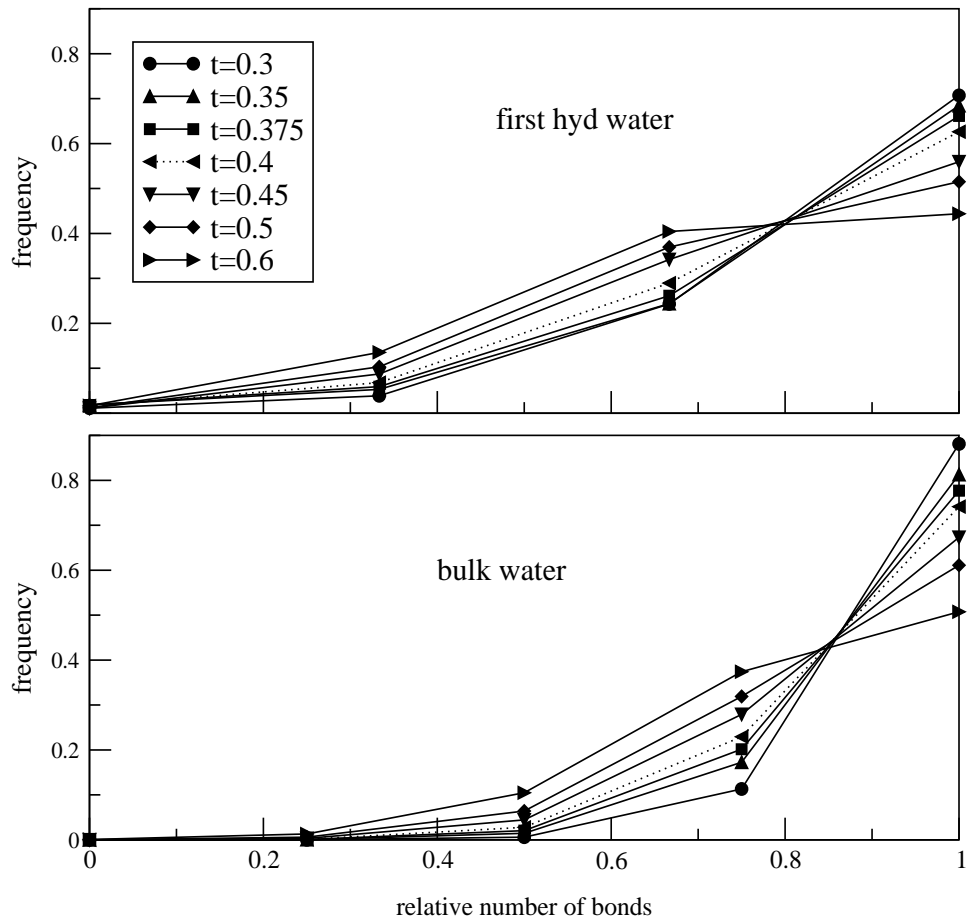 0.8
0.6
0.4
0.2
frequency
t=0.3
t=0.35
t=0.375
t=0.4
t=0.45
t=0.5
t=0.6
first hyd water
0.8
0.6
0.4
0.2
0
frequency
bulk water
0 0.2 0.4 0.6 0.8 1
relative number of bonds